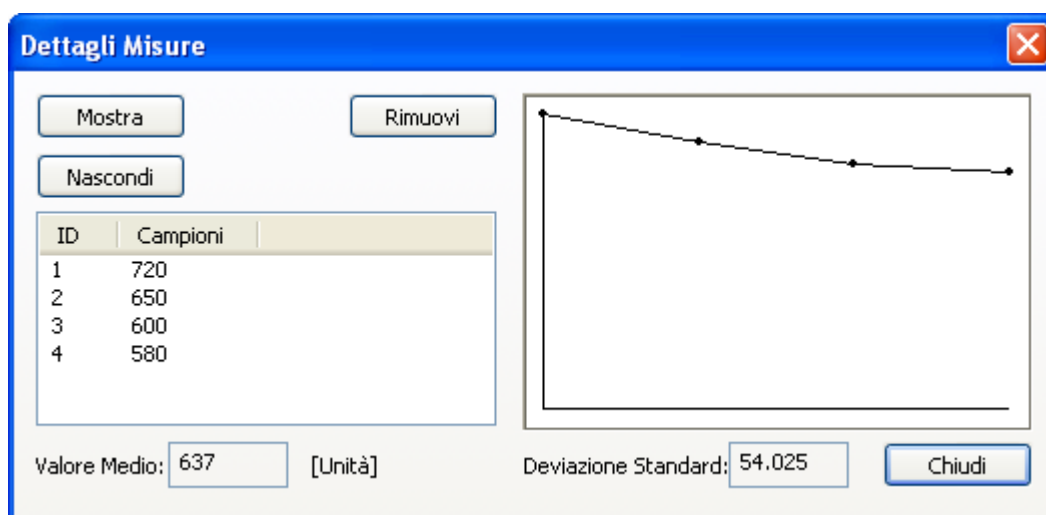 Dettagli Misure
Mostra
Rimuovi
Nascondi
ID Campioni
1 720
2 650
3 600
4 580
Valore Medio: 637 [Unità] Deviazione Standard: 54.025 Chiudi